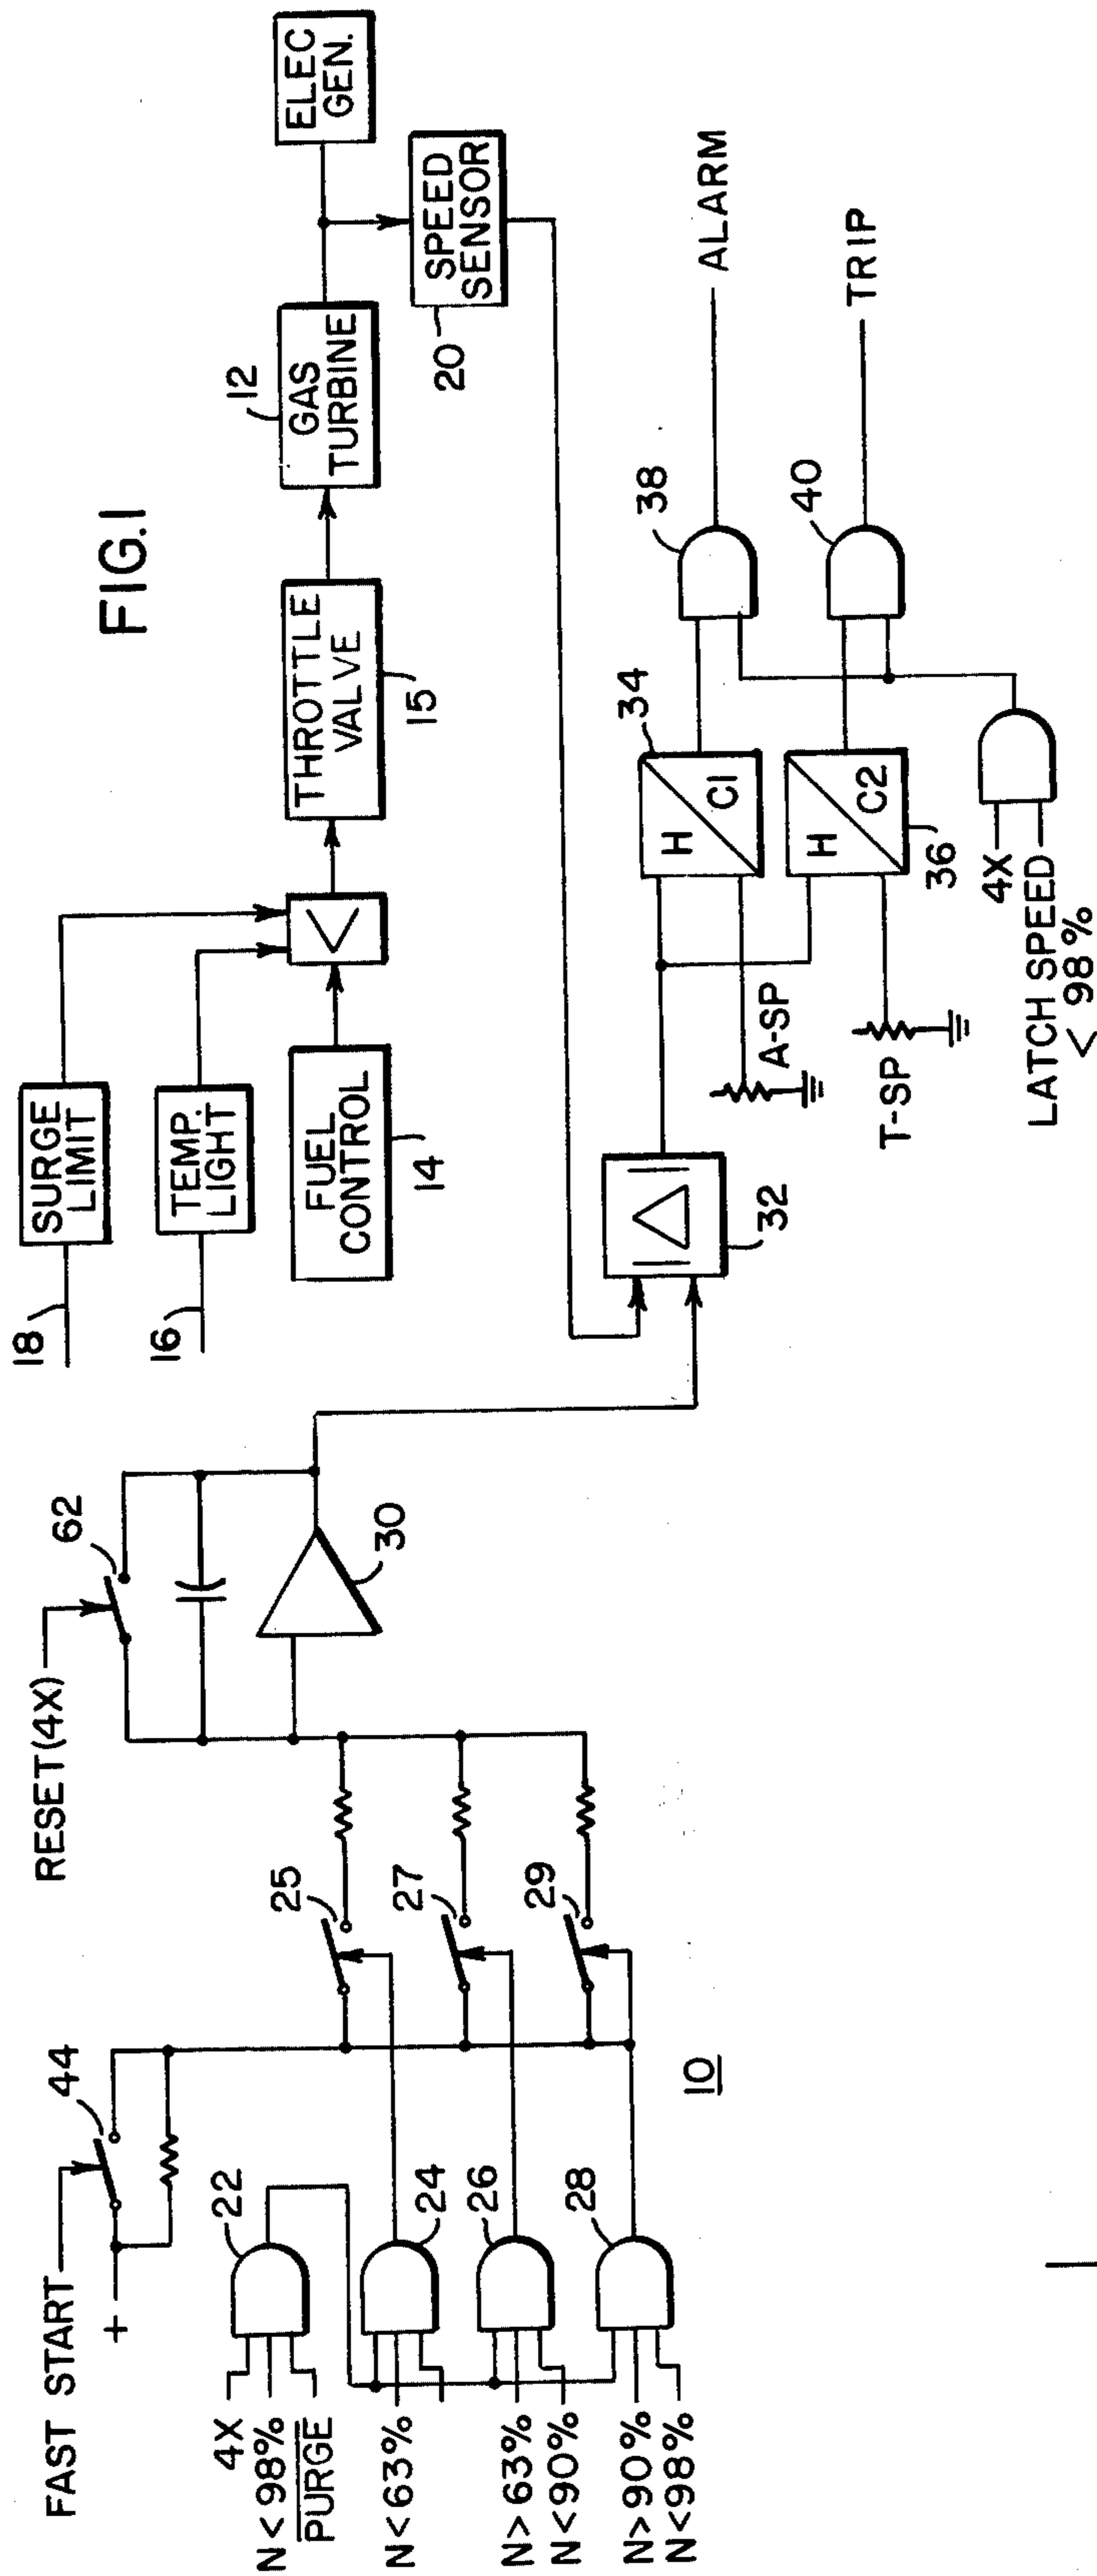 FIG.1
18
SURGE
LIMIT
16
TEMP.
LIGHT
FUEL
CONTROL
14
<
THROTTLE
VALVE
15
12
GAS
TURBINE
ELEC
GEN.
20
SPEED
SENSOR
FAST START
44
+
RESET (4X)
62
30
4X
N < 98%
PURGE
22
N < 63%
24
25
N > 63%
N < 90%
26
27
N > 90%
N < 98%
28
29
10
|Δ|
32
A-SP
T-SP
H
C1
34
H
C2
36
38
ALARM
40
TRIP
4X
LATCH SPEED
< 98%